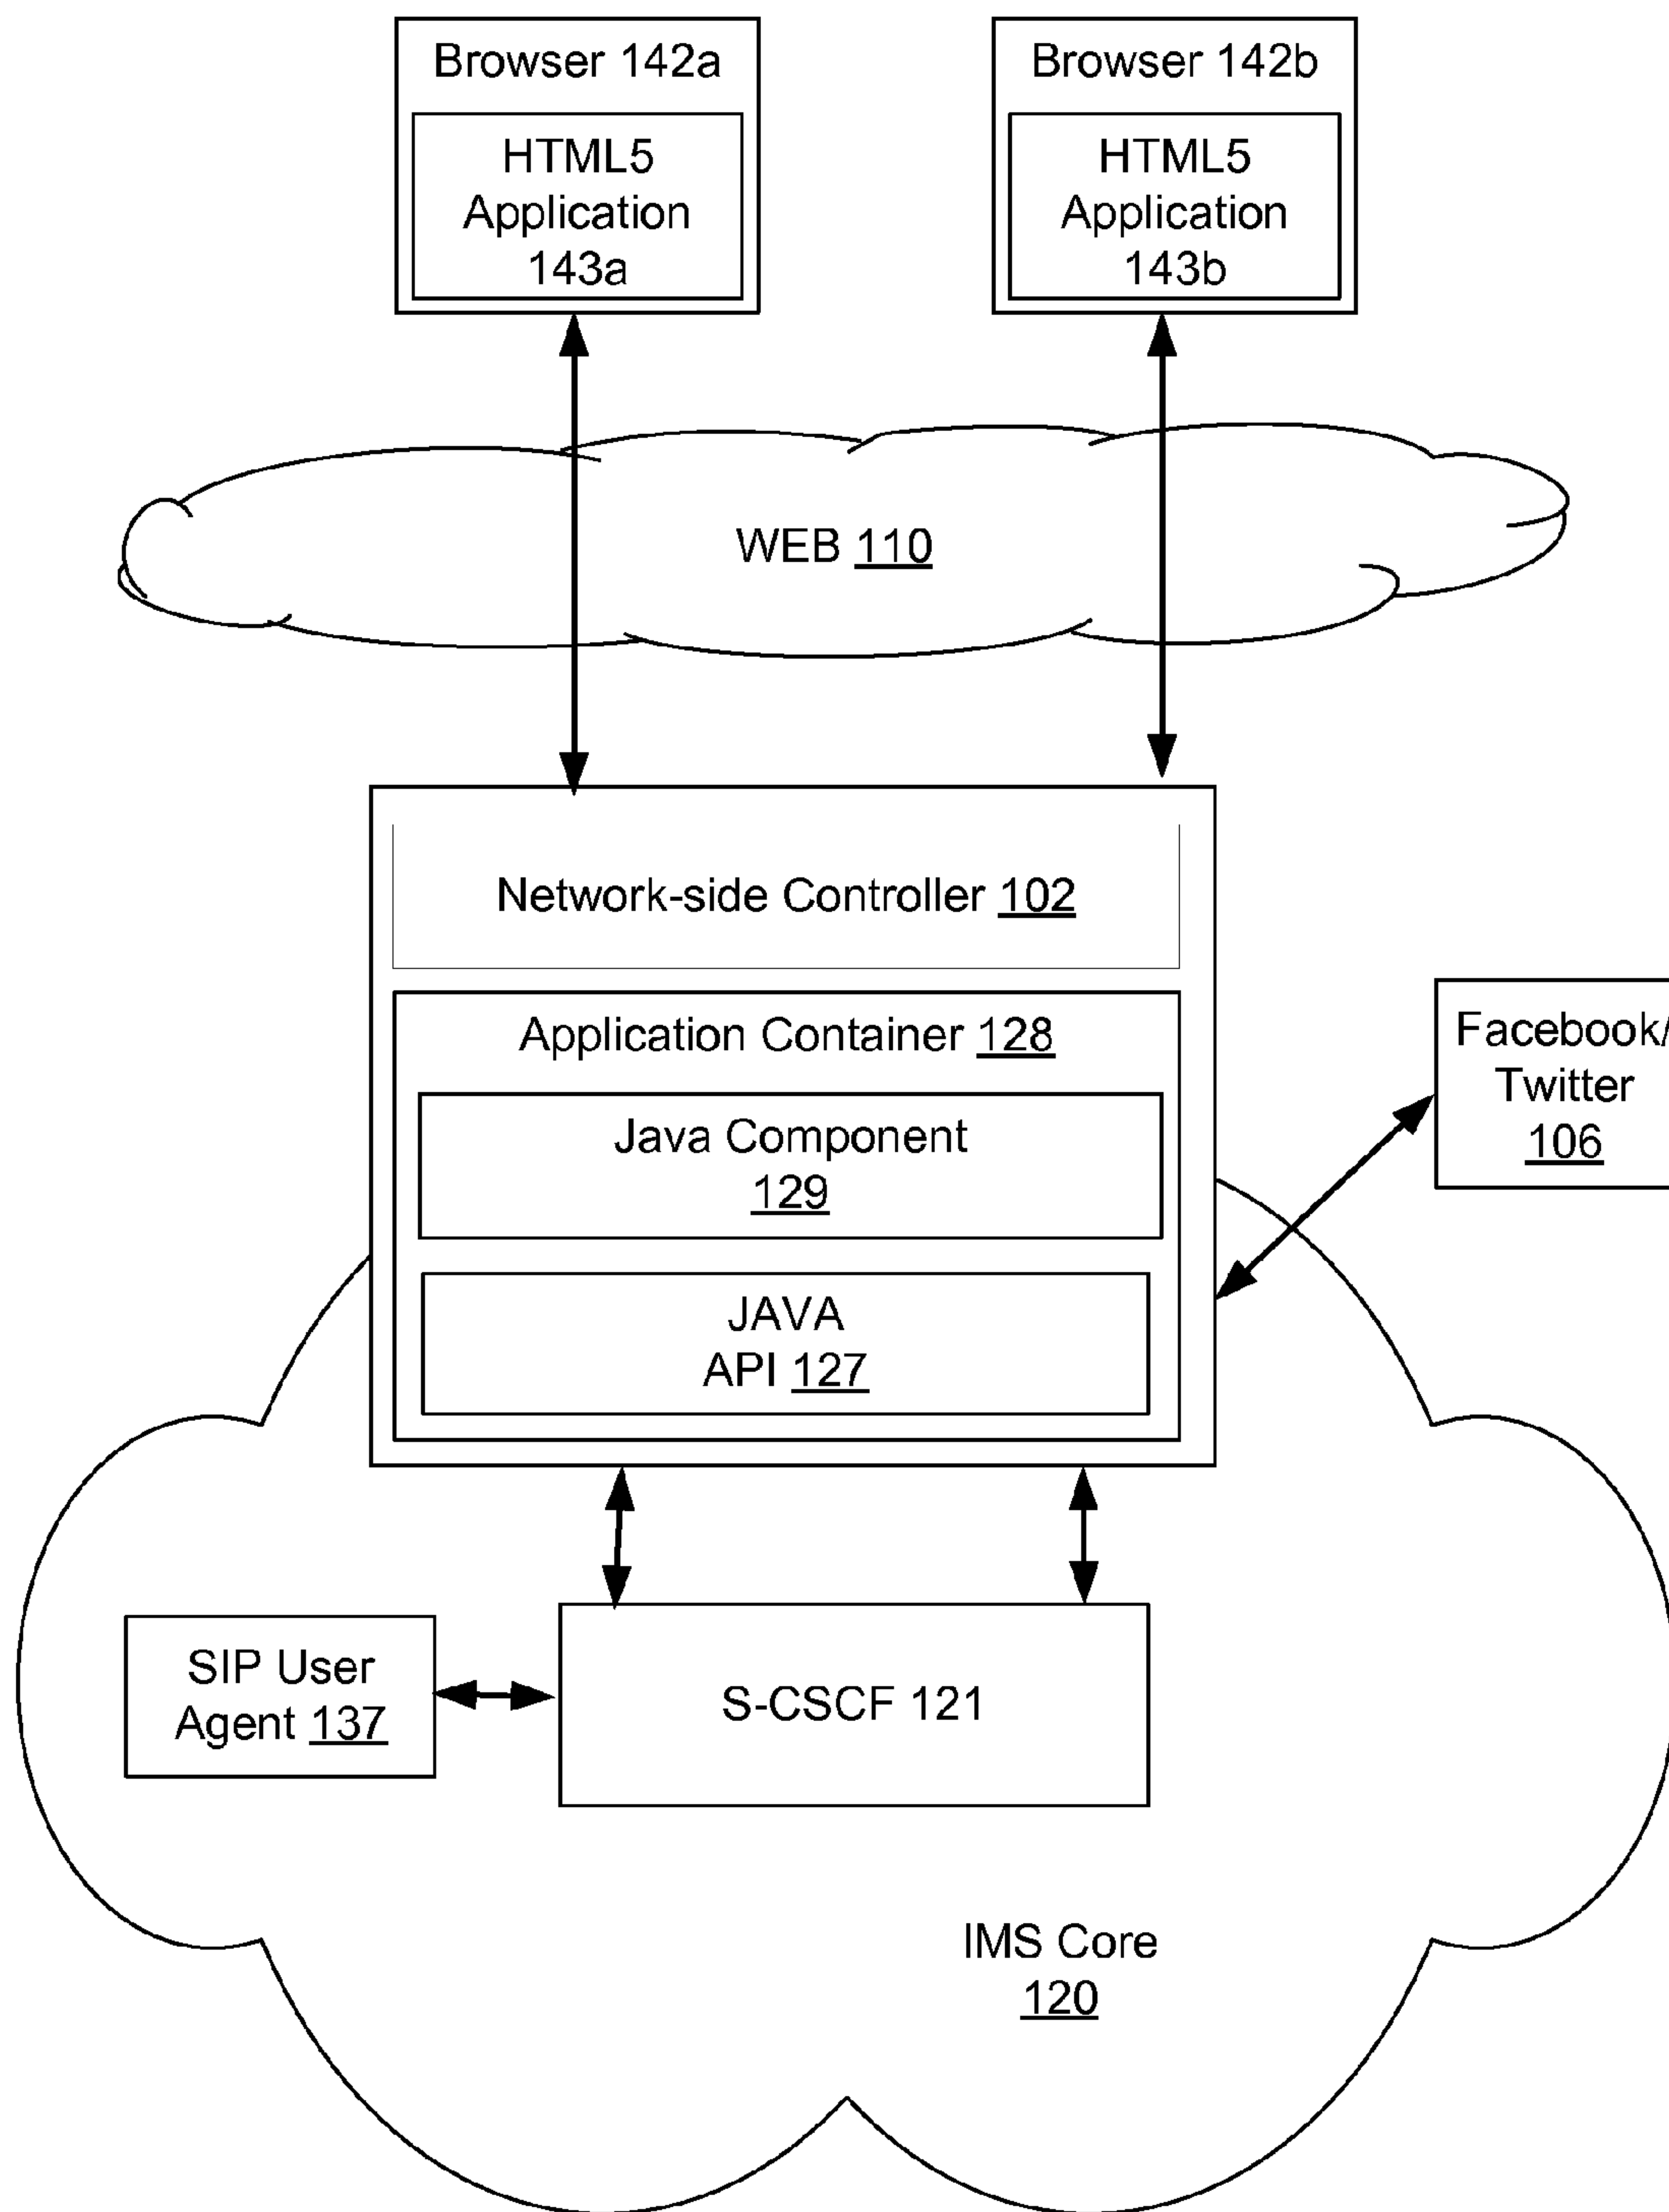 Browser 142a
HTML5
Application
143a
Browser 142b
HTML5
Application
143b
WEB 110
Network-side Controller 102
Application Container 128
Java Component
129
JAVA
API 127
Facebook/
Twitter
106
SIP User
Agent 137
S-CSCF 121
IMS Core
120